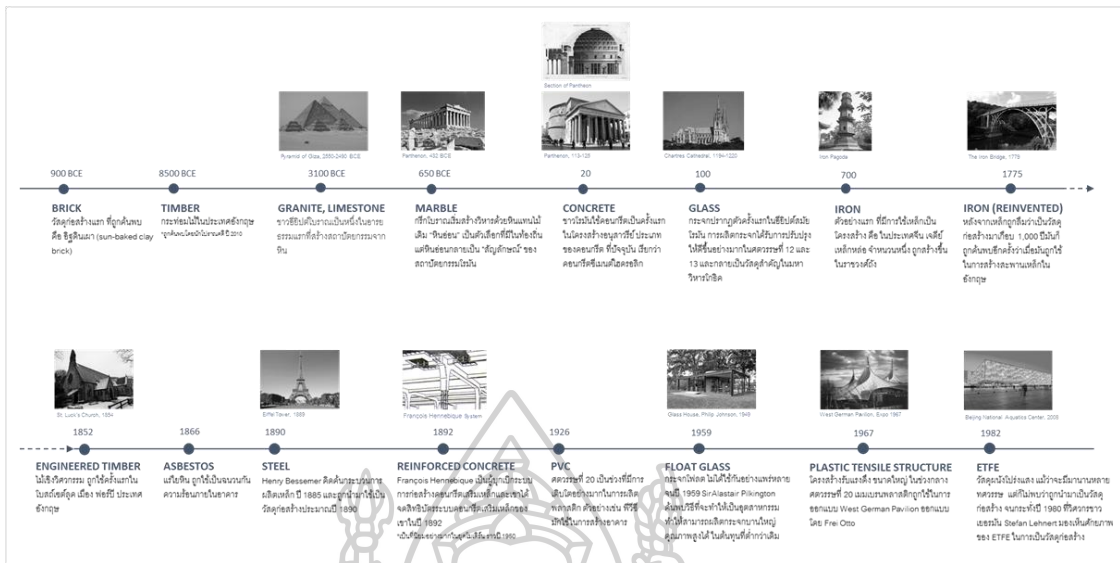 Section of Pantheon
Pyramid of Giza, 2550-2490 BCE
Parthenon, 432 BCE
Pantheon, 113-125
Chartres Cathedral, 1194-1220
Iron Pagoda
The Iron Bridge, 1779
900 BCE
8500 BCE
3100 BCE
650 BCE
20
100
700
1775
BRICK
วัสดุก่อสร้างแรก ที่ถูกค้นพบ
คือ อิฐดินเผา (sun-baked clay
brick)
TIMBER
กระท่อมไม้ในประเทศอังกฤษ
ปี 2010
GRANITE, LIMESTONE
ชาวอียิปต์โบราณเป็นหนึ่งในอารย
ธรรมแรกที่สร้างสถาปัตยกรรมจาก
หิน
MARBLE
กรีกโบราณเริ่มสร้างวิหารด้วยหินแทนไม้
เดิม "หินอ่อน" เป็นตัวเลือกที่มีในท้องถิ่น
แต่หินอ่อนกลายเป็น "สัญลักษณ์" ของ
สถาปัตยกรรมโรมัน
CONCRETE
ชาวโรมันใช้คอนกรีตเป็นครั้งแรก
ในโครงสร้างอนุสาวรีย์ ประเภท
ของคอนกรีต ที่ปัจจุบัน เรียกว่า
คอนกรีตซีเมนต์ไฮดรอลิก
GLASS
กระจกปรากฏตัวครั้งแรกในอียิปต์สมัย
โรมัน การผลิตกระจกได้รับการปรับปรุง
ให้ดีขึ้นอย่างมากในศตวรรษที่ 12 และ
13 และกลายเป็นวัสดุสำคัญในมหา
วิหารโกธิค
IRON
ตัวอย่างแรก ที่มีการใช้เหล็กเป็น
โครงสร้าง คือ ในประเทศจีน เจดีย์
เหล็กหล่อ จำนวนหนึ่ง ถูกสร้างขึ้น
ในราชวงศ์ถัง
IRON (REINVENTED)
หลังจากเหล็กถูกลืมว่าเป็นวัสดุ
ก่อสร้างมาเกือบ 1,000 ปีมันก็
ถูกค้นพบอีกครั้งว่าเมื่อมันถูกใช้
ในการสร้างสะพานเหล็กใน
อังกฤษ
St. Luck's Church, 1854
Eiffel Tower, 1889
François Hennebique System
Glass House, Philip Johnson, 1949
West German Pavilion, Expo 1967
Beijing National Aquatics Center, 2008
1852
1866
1890
1892
1926
1959
1967
1982
ENGINEERED TIMBER
ไม้เชิงวิศวกรรม ถูกใช้ครั้งแรกใน
โบสถ์เซต์ลูค เมือง ฟอร์บี ประเทศ
อังกฤษ
ASBESTOS
แร่ใยหิน ถูกใช้เป็นฉนวนกัน
ความร้อนภายในอาคาร
STEEL
Henry Bessemer คิดค้นกระบวนการ
ผลิตเหล็ก ปี 1885 และถูกนำมาใช้เป็น
วัสดุก่อสร้างประมาณปี 1890
REINFORCED CONCRETE
François Hennebique เป็นผู้บุกเบิกระบบ
การก่อสร้างคอนกรีตเสริมเหล็กและเขาได้
จดสิทธิบัตรระบบคอนกรีตเสริมเหล็กของ
เขาในปี 1892
PVC
ศตวรรษที่ 20 เป็นช่วงที่มีการ
เติบโตอย่างมากในการผลิต
พลาสติก ตัวอย่างเช่น พีวีซี
มักใช้ในการสร้างอาคาร
FLOAT GLASS
กระจกโฟลต ไม่ได้ใช้กันอย่างแพร่หลาย
จนปี 1959 Sir Alastair Pilkington
ค้นพบวิธีที่จะทำให้เป็นอุตสาหกรรม
ทำให้สามารถผลิตกระจกบานใหญ่
คุณภาพสูงได้ ในต้นทุนที่ต่ำกว่าเดิม
PLASTIC TENSILE STRUCTURE
โครงสร้างรับแรงดึง ขนาดใหญ่ ในช่วงกลาง
ศตวรรษที่ 20 เมมเบรนพลาสติกถูกใช้ในการ
ออกแบบ West German Pavilion ออกแบบ
โดย Frei Otto
ETFE
วัสดุผนังโปร่งแสง แม้ว่าจะมีมานานหลาย
ทศวรรษ แต่ก็ไม่พบว่าถูกนำมาเป็นวัสดุ
ก่อสร้าง จนกระทั่งปี 1980 ที่วิศวกรชาว
เยอรมัน Stefan Lehnert มองเห็นศักยภาพ
ของ ETFE ในการเป็นวัสดุก่อสร้าง